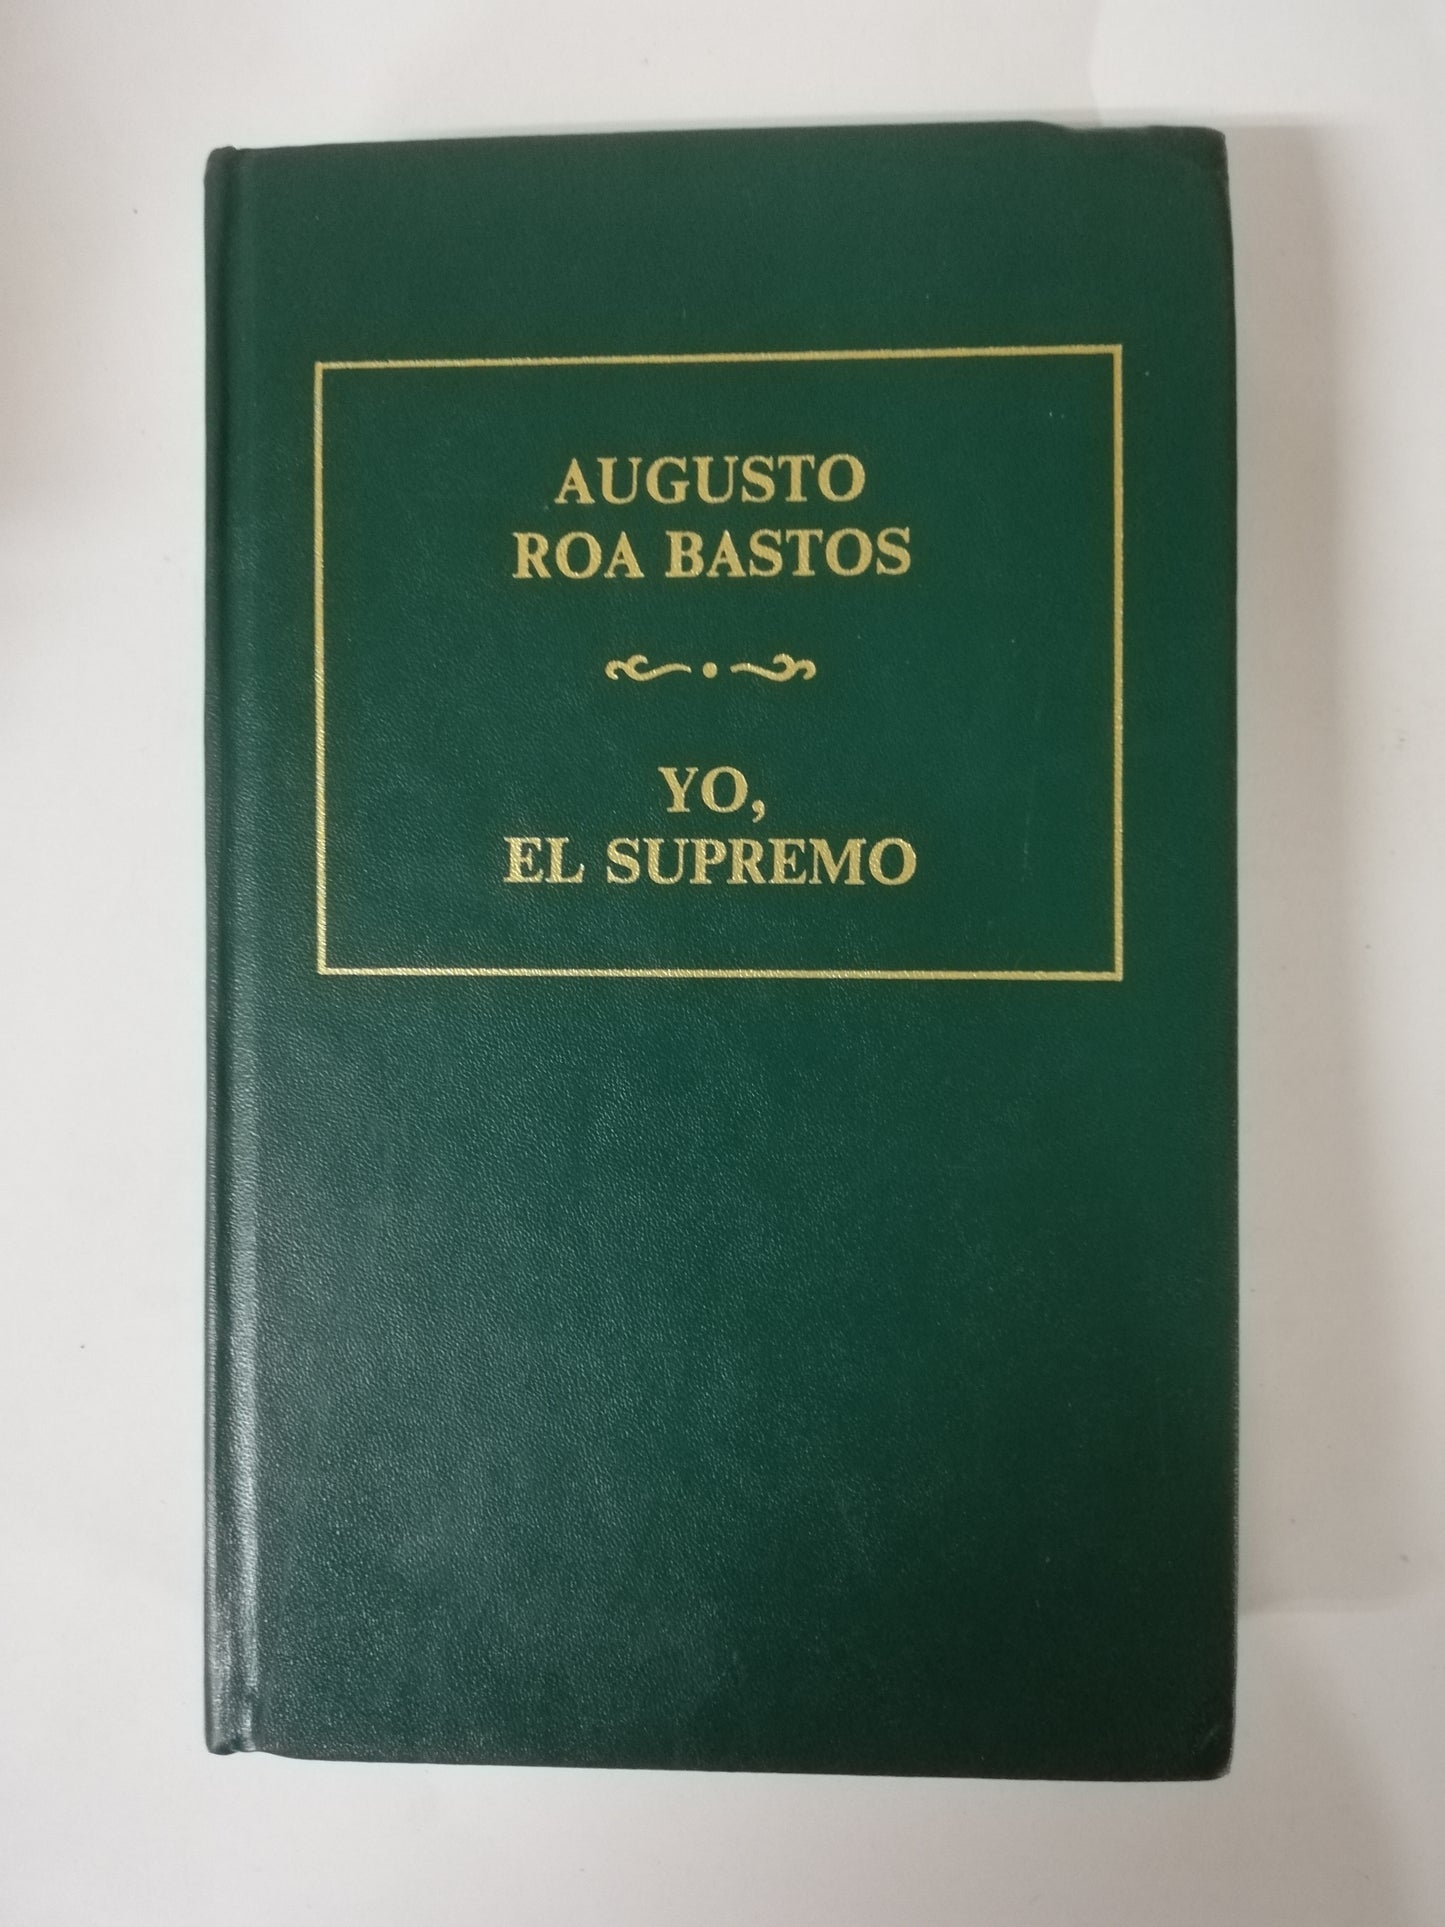 AUGUSTO
ROA BASTOS
YO,
EL SUPREMO